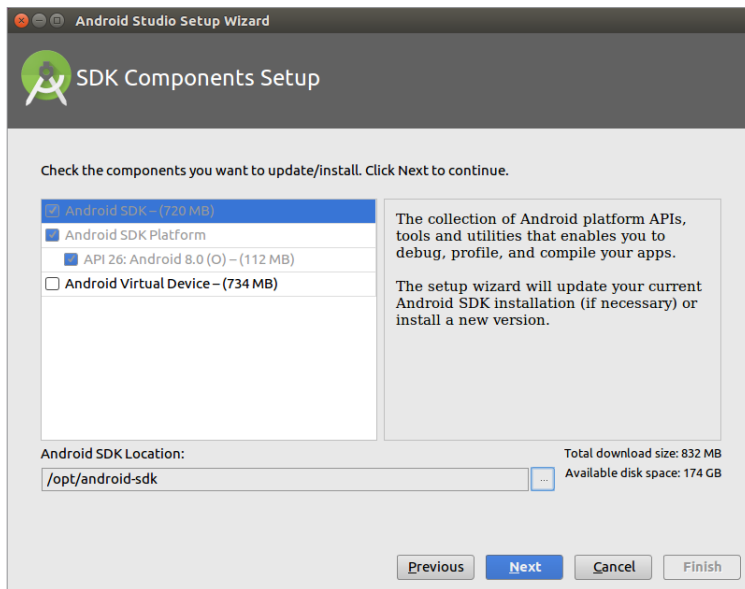 Android Studio Setup Wizard
SDK Components Setup
Check the components you want to update/install. Click Next to continue.
Android SDK – (720 MB)
Android SDK Platform
API 26: Android 8.0 (O) – (112 MB)
Android Virtual Device – (734 MB)
The collection of Android platform APIs,
tools and utilities that enables you to
debug, profile, and compile your apps.
The setup wizard will update your current
Android SDK installation (if necessary) or
install a new version.
Android SDK Location:
Total download size: 832 MB
/opt/android-sdk
...
Available disk space: 174 GB
Previous
Next
Cancel
Finish